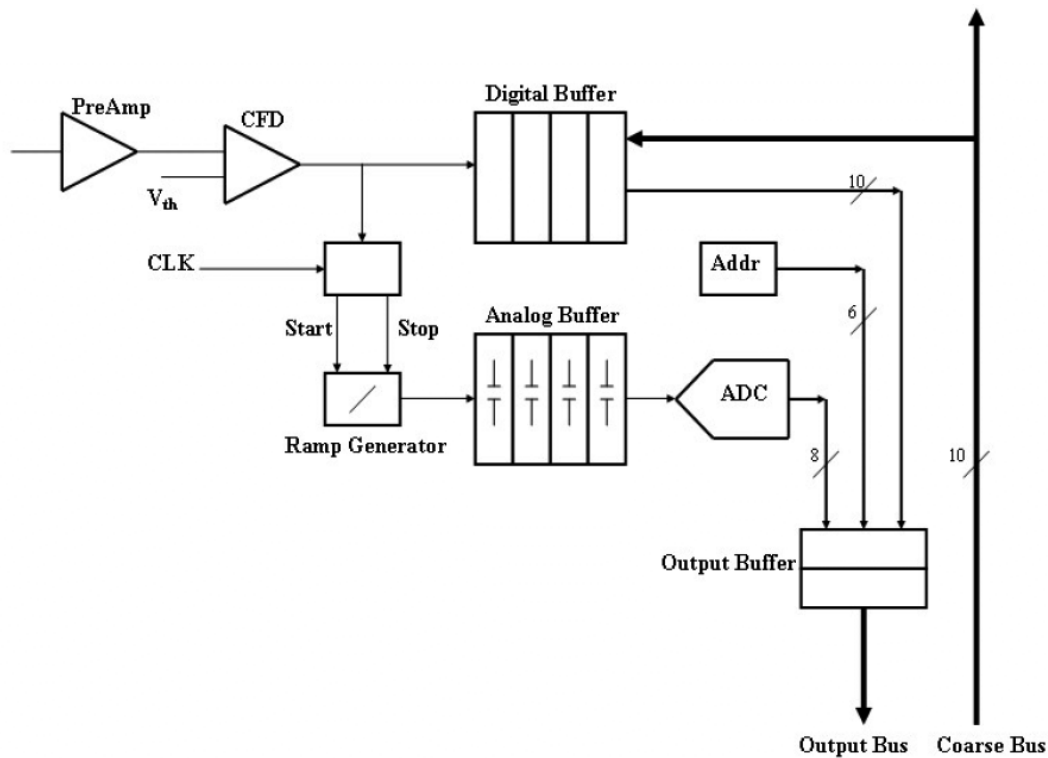 Digital Buffer
PreAmp
CFD
10
V_th
CLK
Addr
Start
Stop
Analog Buffer
6
ADC
Ramp Generator
8
10
Output Buffer
Output Bus
Coarse Bus